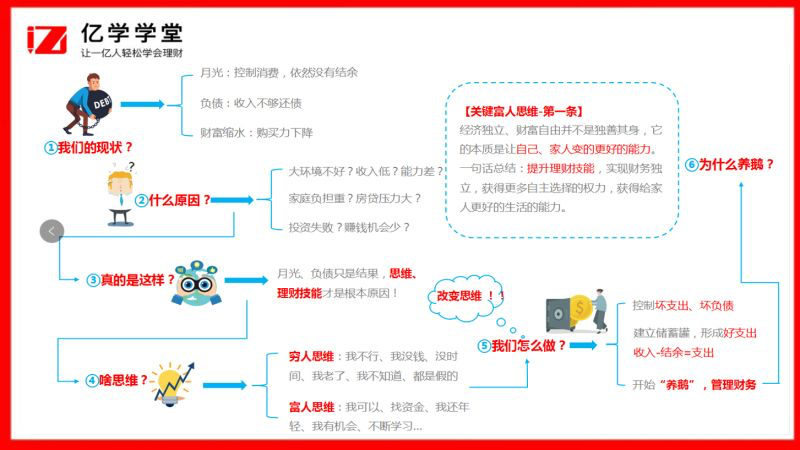 亿学学堂
让一亿人轻松学会理财
DEBT
①我们的现状？
月光：控制消费，依然没有结余
负债：收入不够还债
财富缩水：购买力下降
【关键富人思维-第一条】
经济独立、财富自由并不是独善其身，它
的本质是让自己、家人变的更好的能力。
一句话总结：提升理财技能，实现财务独
立，获得更多自主选择的权力，获得给家
人更好的生活的能力。
?
?
②什么原因？
大环境不好？收入低？能力差？
家庭负担重？房贷压力大？
投资失败？赚钱机会少？
③真的是这样？
月光、负债只是结果，思维、
理财技能才是根本原因！
④啥思维？
穷人思维：我不行、我没钱、没时
间、我老了、我不知道、都是假的
富人思维：我可以、找资金、我还年
轻、我有机会、不断学习...
改变思维 ！！
$
⑤我们怎么做？
控制坏支出、坏负债
建立储蓄罐，形成好支出
收入-结余=支出
开始“养鹅”，管理财务
⑥为什么养鹅？